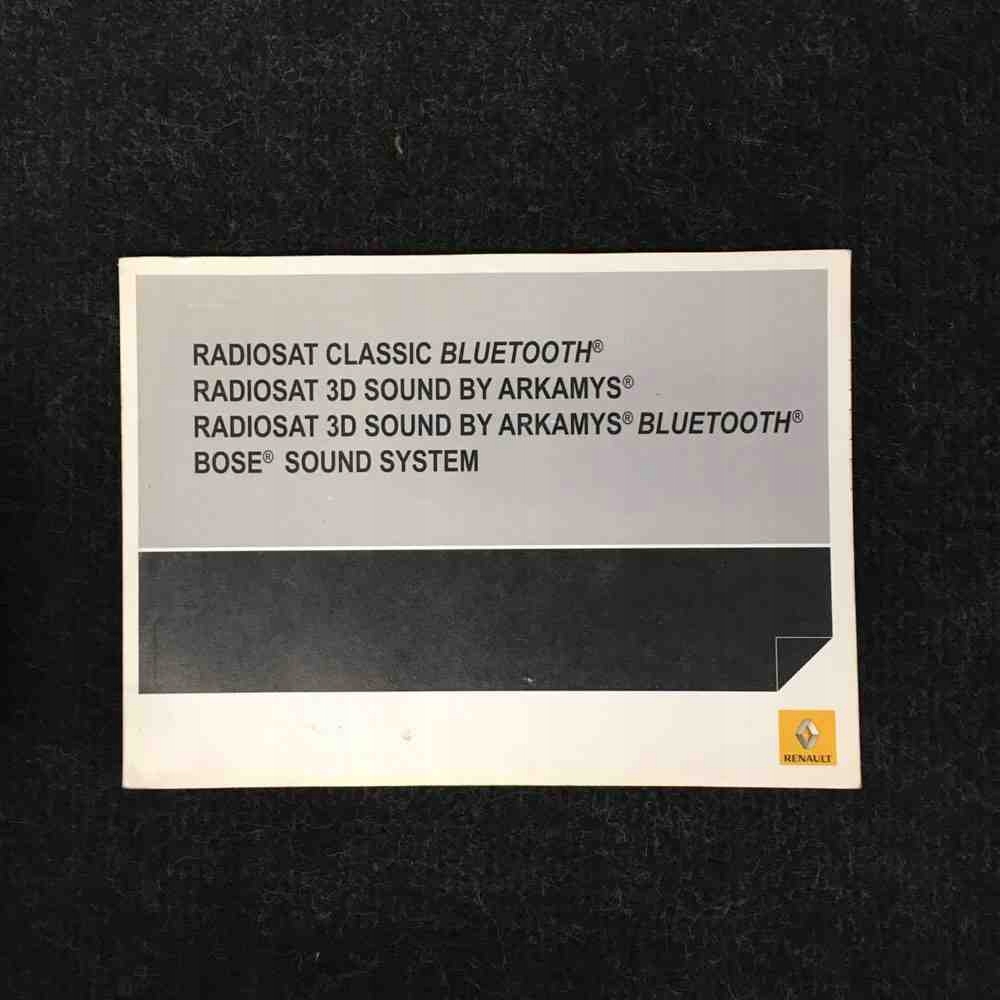 RADIOSAT CLASSIC BLUETOOTH®
RADIOSAT 3D SOUND BY ARKAMYS®
RADIOSAT 3D SOUND BY ARKAMYS® BLUETOOTH®
BOSE® SOUND SYSTEM
RENAULT